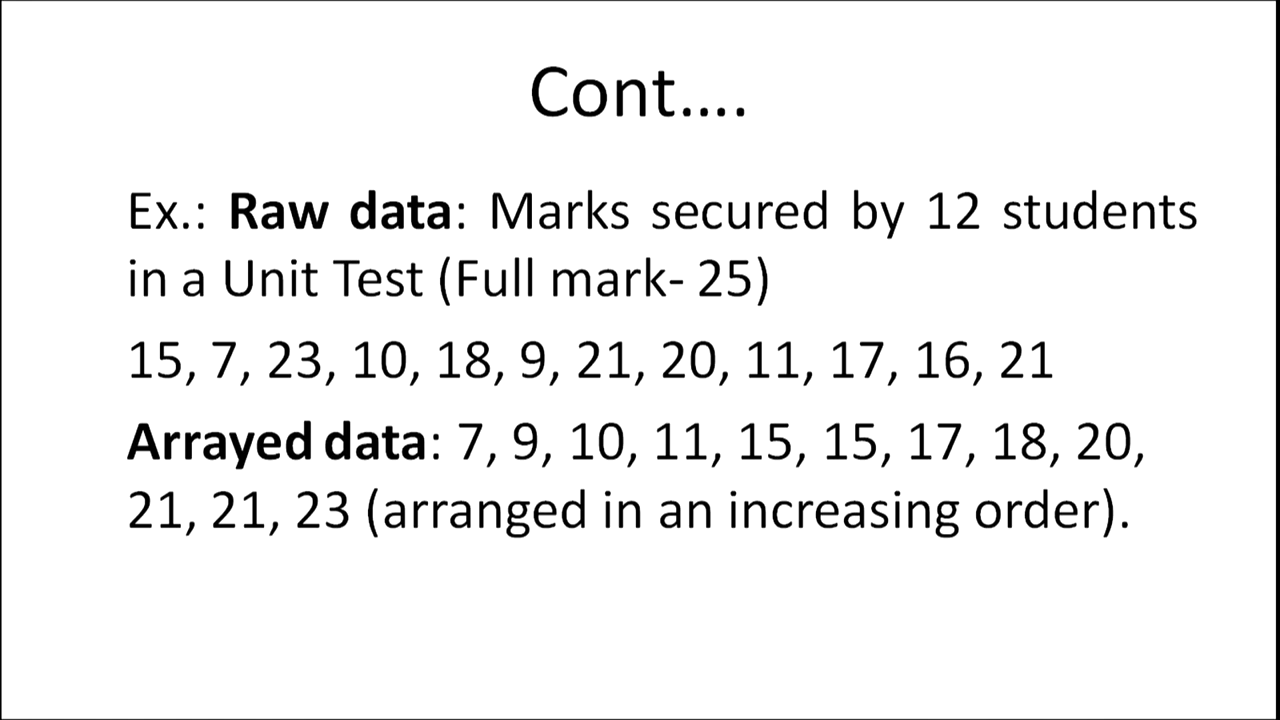 Cont....
Ex.: Raw data: Marks secured by 12 students
in a Unit Test (Full mark- 25)
15, 7, 23, 10, 18, 9, 21, 20, 11, 17, 16, 21
Arrayed data: 7, 9, 10, 11, 15, 15, 17, 18, 20,
21, 21, 23 (arranged in an increasing order).